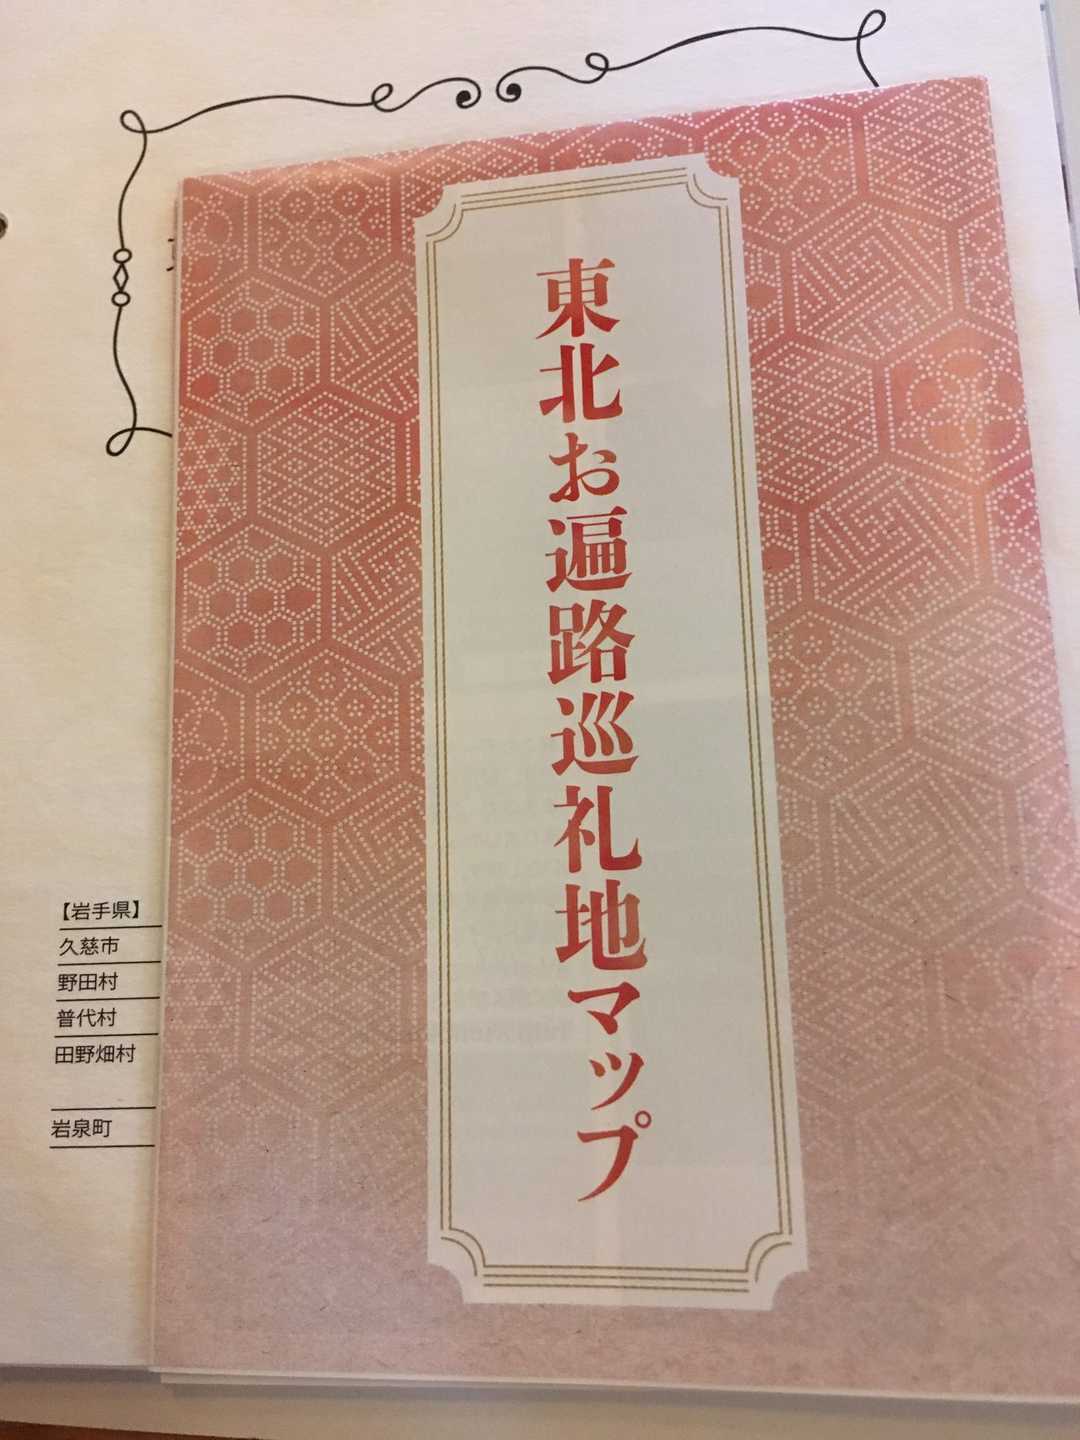 東北お遍路巡礼地マップ
【岩手県】
久慈市
野田村
普代村
田野畑村
岩泉町